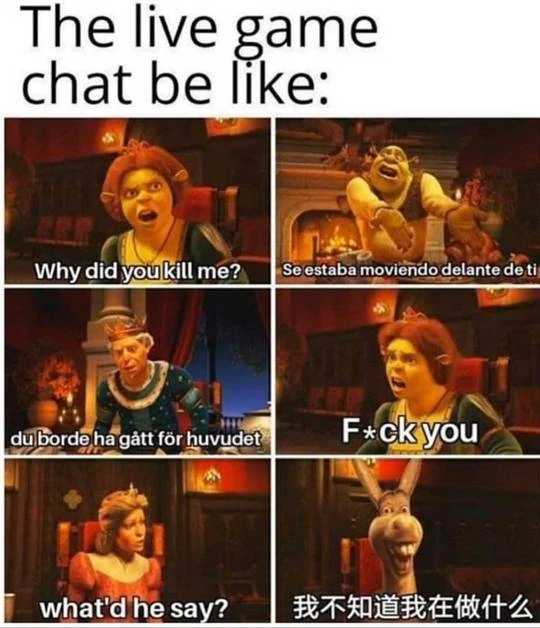 The live game
chat be like:
Why did you kill me?
Se estaba moviendo delante de ti
du borde ha gått för huvudet
F*ck you
what'd he say?
我不知道我在做什么